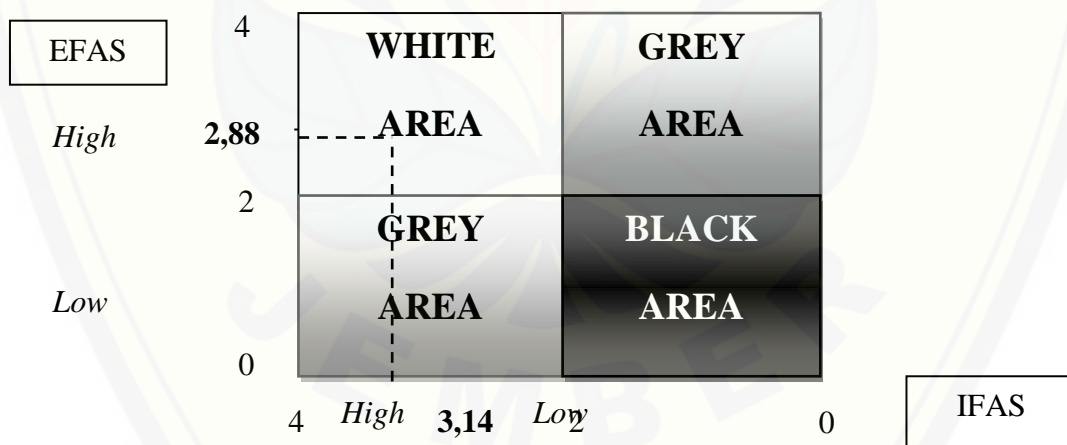 4
WHITE GREY
EFAS
AREA AREA
High 2,88
2
GREY BLACK
Low AREA AREA
0
4 High 3,14 Low 2 0 IFAS
JEMBER